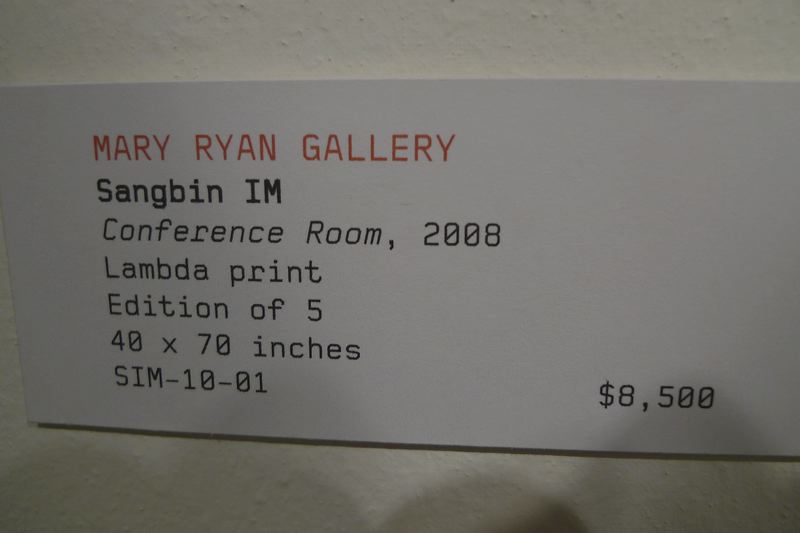 MARY RYAN GALLERY
Sangbin IM
Conference Room, 2008
Lambda print
Edition of 5
40 x 70 inches
SIM-10-01
$8,500